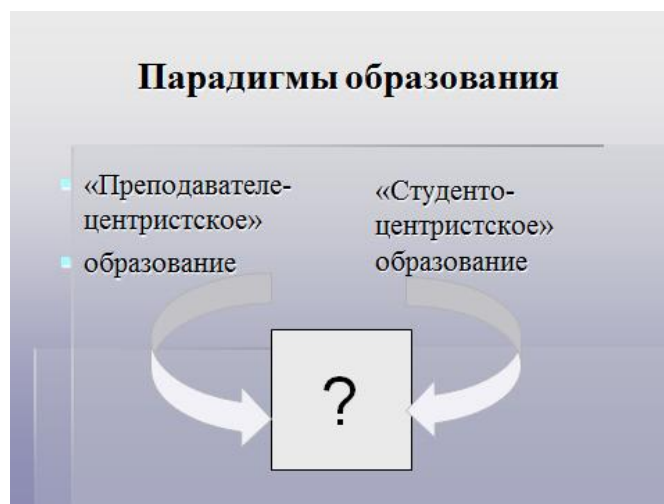 Парадигмы образования
«Преподавателе-
центристское»
образование
«Студенто-
центристское»
образование
?